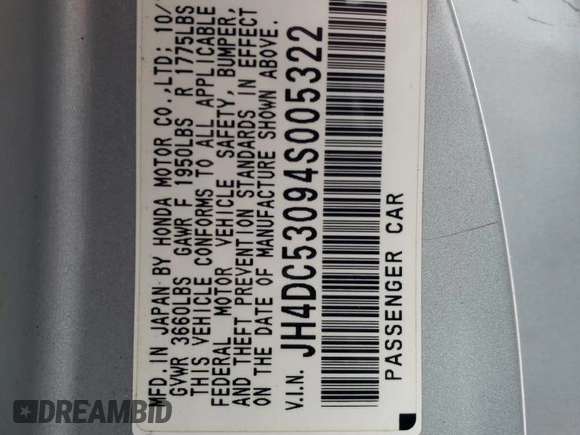 MFD. IN JAPAN BY HONDA MOTOR CO.,LTD; 10/
GVWR 3660LBS GAWR F 1950LBS R 1775LBS
THIS VEHICLE CONFORMS TO ALL APPLICABLE
FEDERAL MOTOR VEHICLE SAFETY, BUMPER,
AND THEFT PREVENTION STANDARDS IN EFFECT
ON THE DATE OF MANUFACTURE SHOWN ABOVE.
V.I.N. JH4DC53094S005322
PASSENGER CAR
DREAMBID